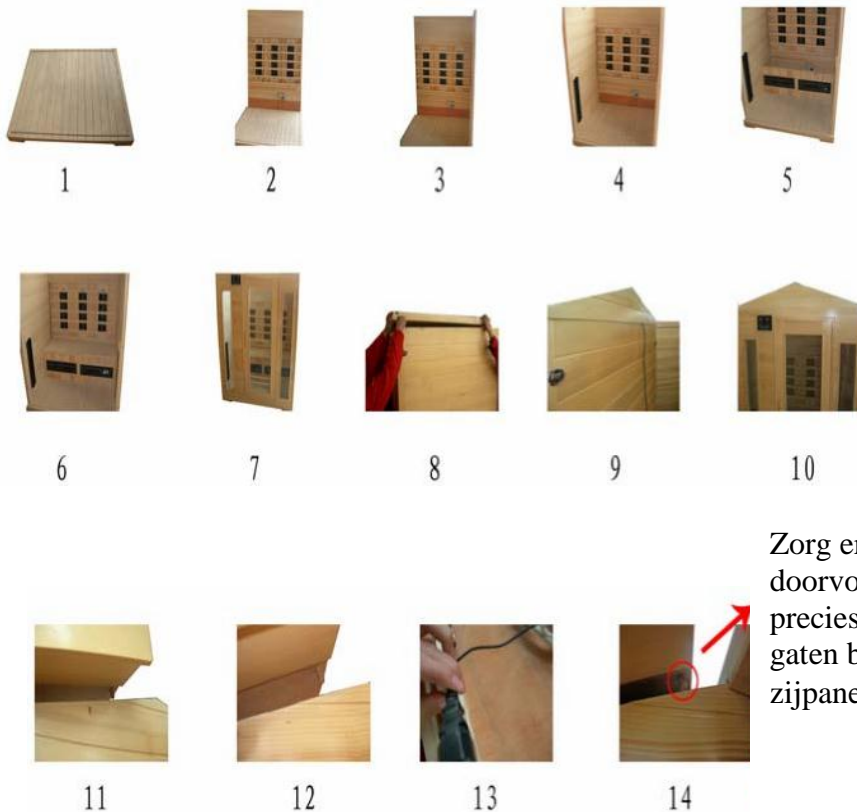 1 2 3 4 5
6 7 8 9 10
Zorg er
doorvo
precies
gaten b
zijpane
11 12 13 14